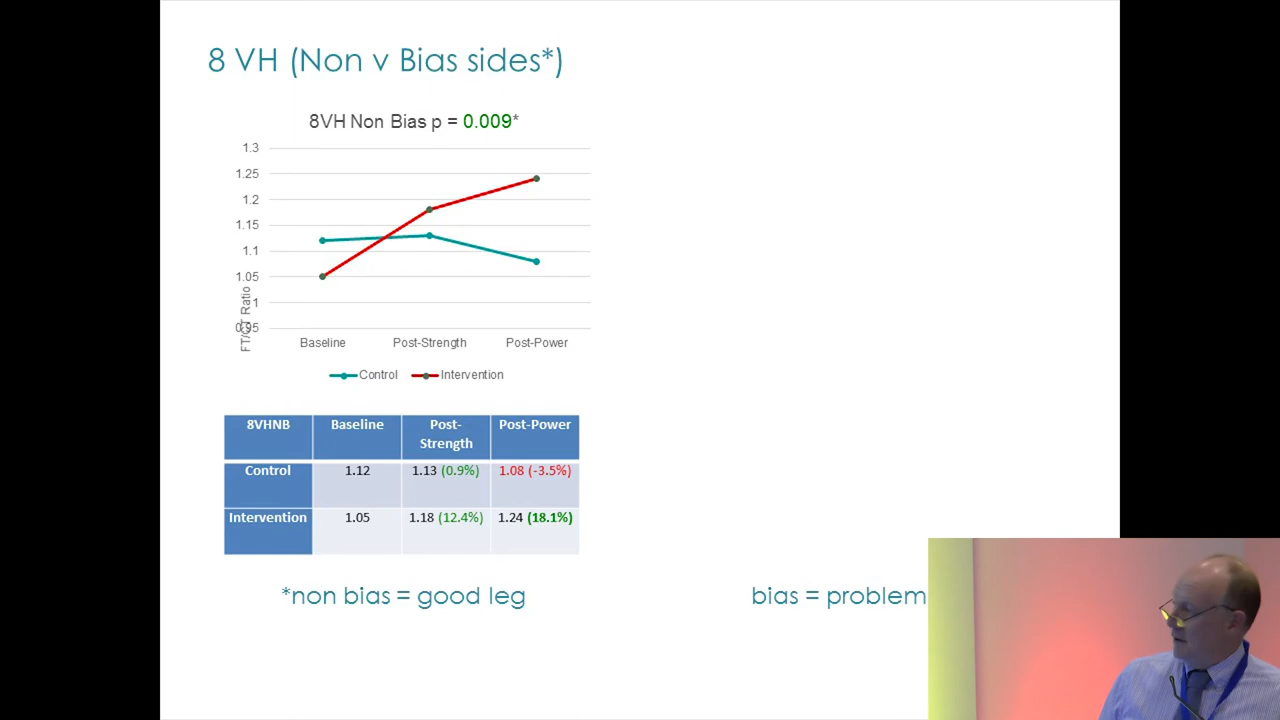 8 VH (Non v Bias sides*)
8VH Non Bias p = 0.009*
1.3
1.25
1.2
1.15
1.1
1.05
1
0.95
FT/CT Ratio
Baseline Post-Strength Post-Power
Control Intervention
8VHNB Baseline Post- Post-Power
Strength
Control 1.12 1.13 (0.9%) 1.08 (-3.5%)
Intervention 1.05 1.18 (12.4%) 1.24 (18.1%)
*non bias = good leg bias = problem